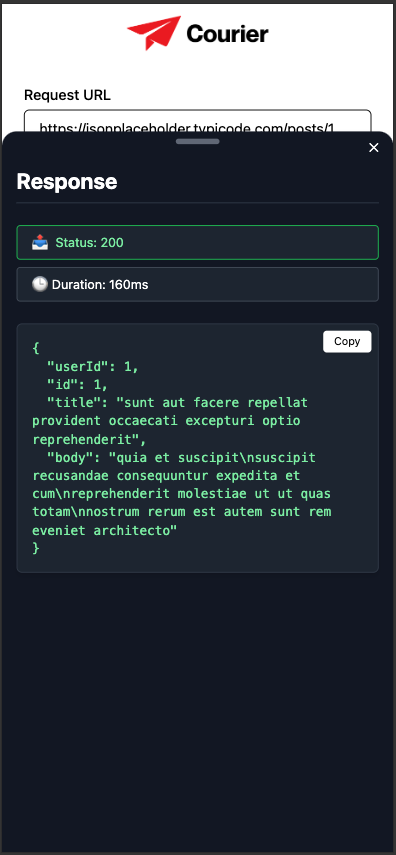 Courier
Request URL
https://jsonplaceholder.typicode.com/posts/1
Response
Status: 200
Duration: 160ms
Copy
{
"userId": 1,
"id": 1,
"title": "sunt aut facere repellat
provident occaecati excepturi optio
reprehenderit",
"body": "quia et suscipit\nsuscipit
recusandae consequuntur expedita et
cum\nreprehenderit molestiae ut ut quas
totam\nnostrum rerum est autem sunt rem
eveniet architecto"
}